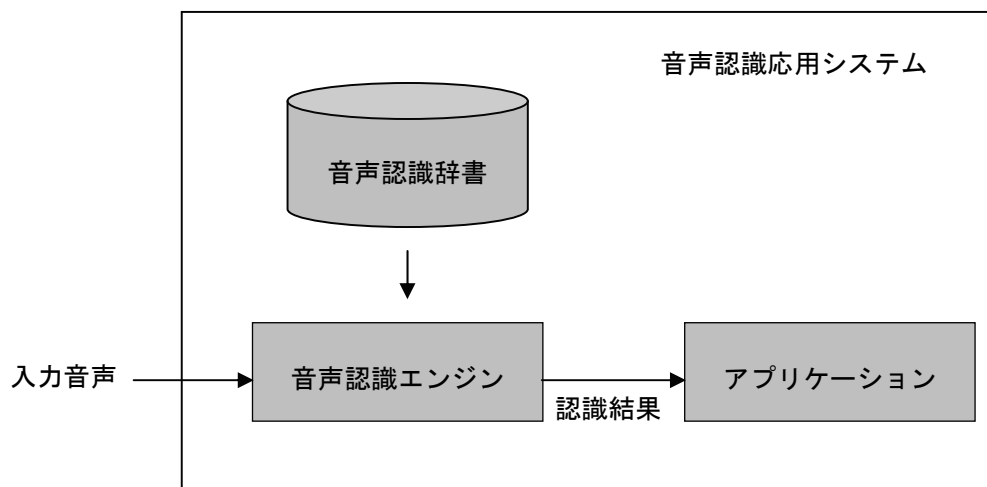 音声認識応用システム
音声認識辞書
入力音声
音声認識エンジン
認識結果
アプリケーション